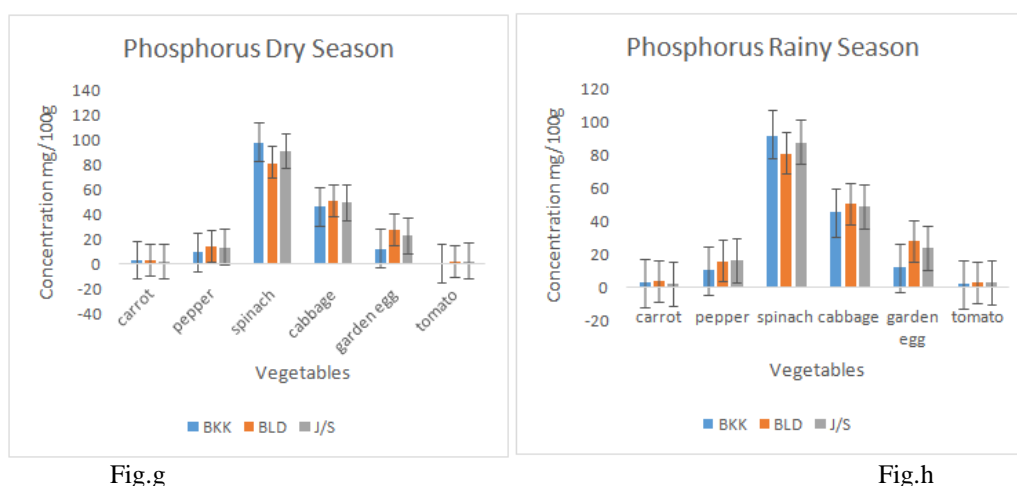 Phosphorus Dry Season
Concentration mg/100g
140
120
100
80
60
40
20
0
-20
-40
carrot
pepper
spinach
cabbage
garden egg
tomato
Vegetables
BKK BLD J/S
Fig.g
Phosphorus Rainy Season
Concentration mg/100g
120
100
80
60
40
20
0
-20
carrot pepper spinach cabbage garden tomato
egg
Vegetables
BKK BLD J/S
Fig.h